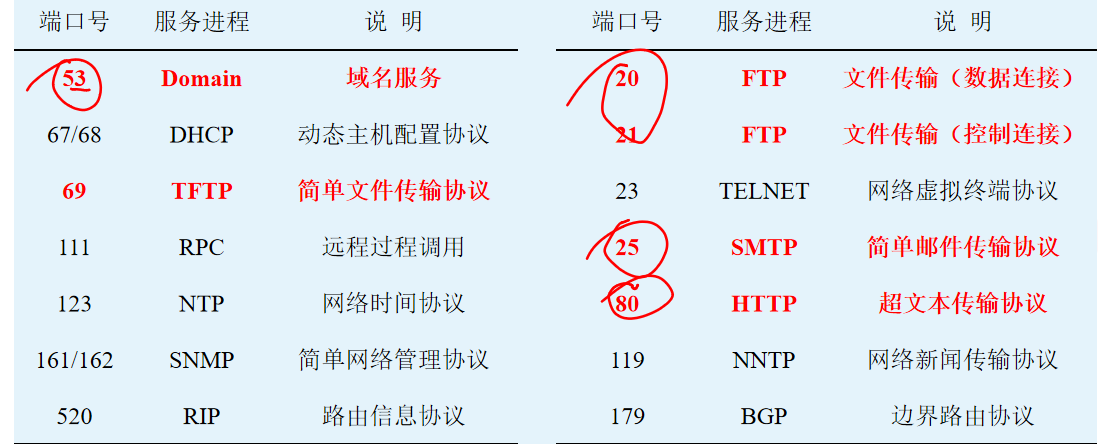 端口号 服务进程 说 明
53 Domain 域名服务
67/68 DHCP 动态主机配置协议
69 TFTP 简单文件传输协议
111 RPC 远程过程调用
123 NTP 网络时间协议
161/162 SNMP 简单网络管理协议
520 RIP 路由信息协议
端口号 服务进程 说 明
20 FTP 文件传输（数据连接）
21 FTP 文件传输（控制连接）
23 TELNET 网络虚拟终端协议
25 SMTP 简单邮件传输协议
80 HTTP 超文本传输协议
119 NNTP 网络新闻传输协议
179 BGP 边界路由协议